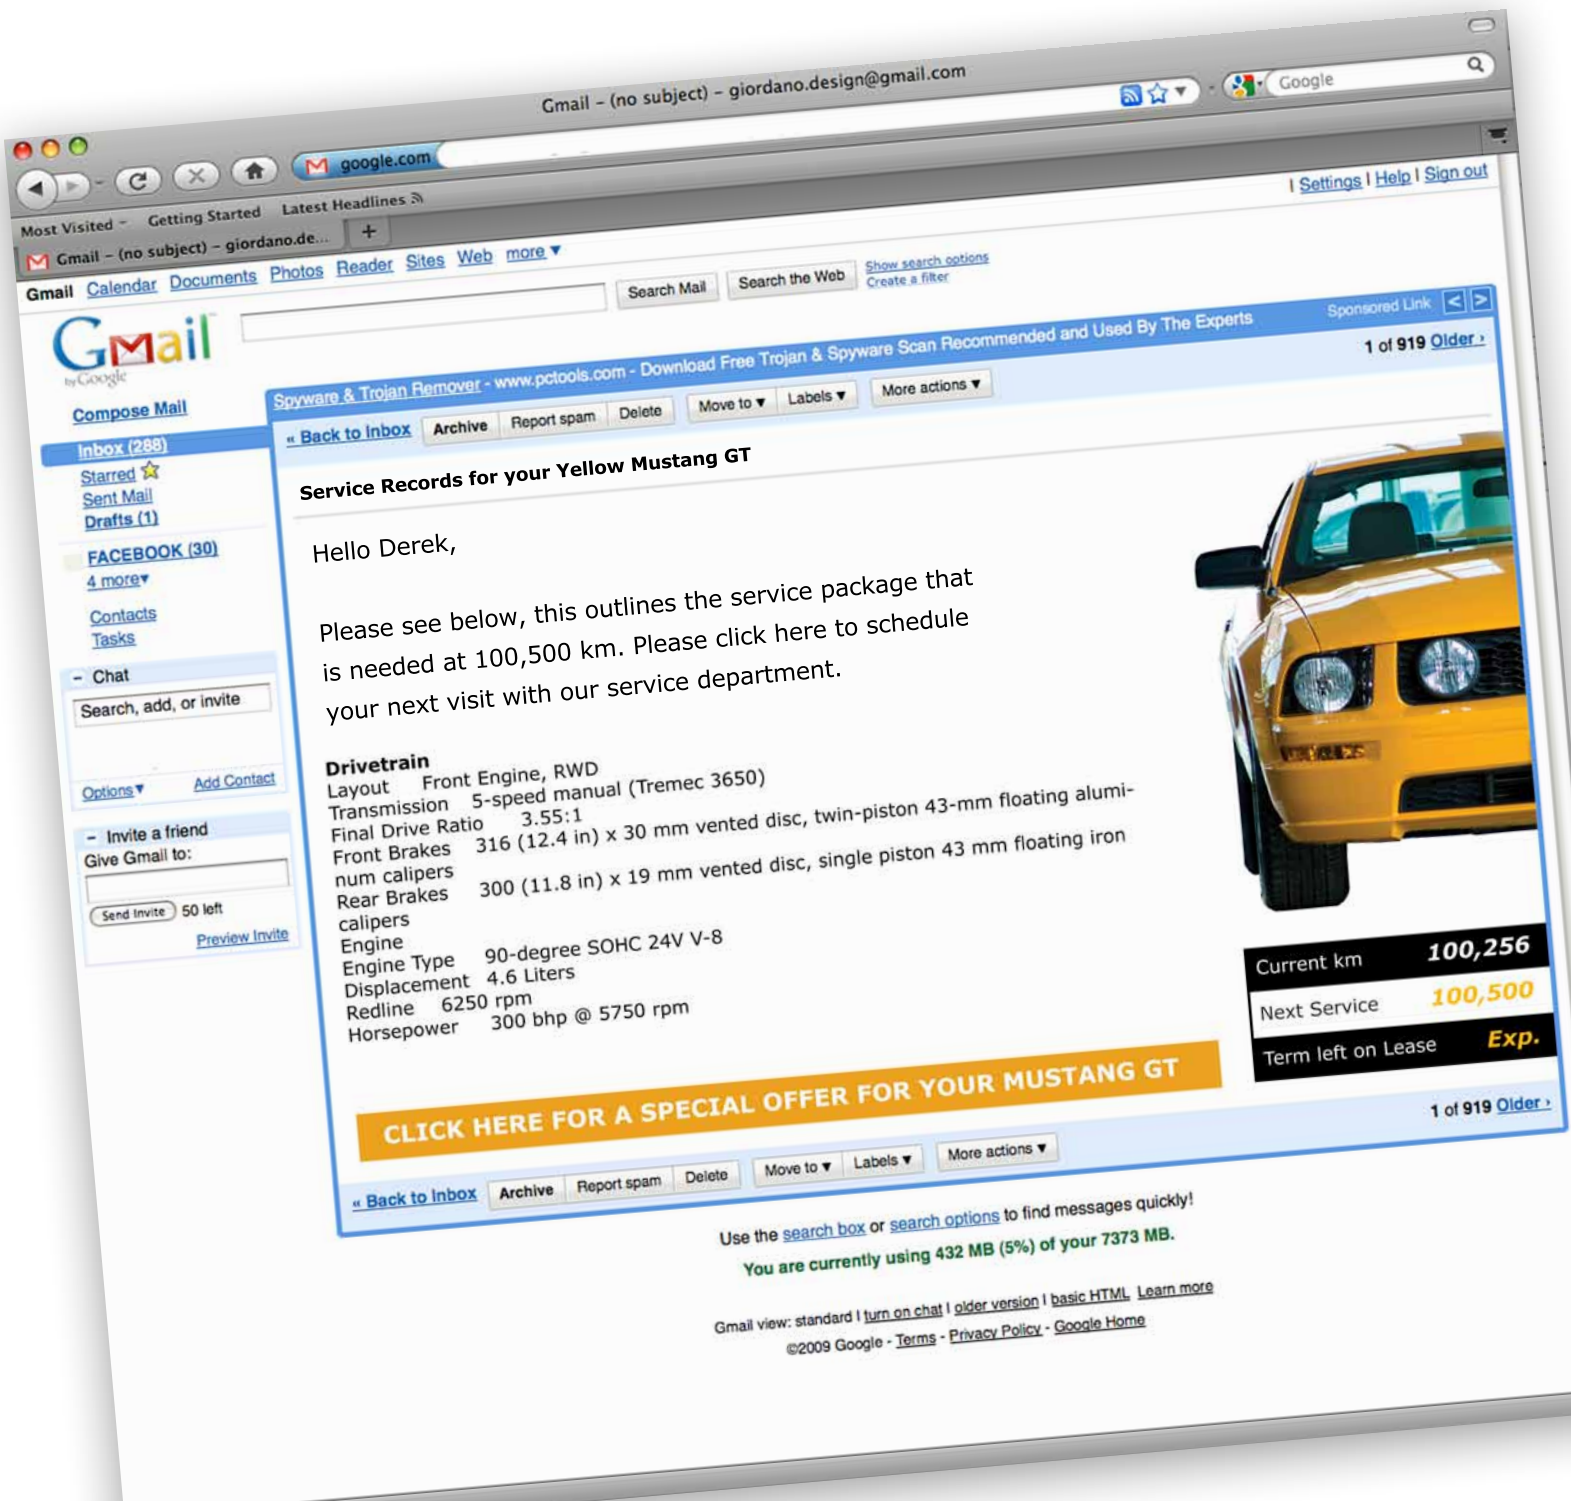 Gmail – (no subject) – giordano.design@gmail.com
google.com
Google
Most Visited – Getting Started Latest Headlines
Gmail – (no subject) – giordano.de... +
Gmail Calendar Documents Photos Reader Sites Web more ▼
| Settings | Help | Sign out
Gmail
by Google
Search Mail Search the Web
Show search options
Create a filter
Spyware & Trojan Remover - www.pctools.com - Download Free Trojan & Spyware Scan Recommended and Used By The Experts Sponsored Link < >
« Back to Inbox Archive Report spam Delete Move to ▼ Labels ▼ More actions ▼ 1 of 919 Older ›
Compose Mail
Inbox (288)
Starred
Sent Mail
Drafts (1)
FACEBOOK (30)
4 more▼
Contacts
Tasks
– Chat
Search, add, or invite
Options▼ Add Contact
– Invite a friend
Give Gmail to:
Send Invite 50 left
Preview Invite
Service Records for your Yellow Mustang GT
Hello Derek,
Please see below, this outlines the service package that
is needed at 100,500 km. Please click here to schedule
your next visit with our service department.
Drivetrain
Layout Front Engine, RWD
Transmission 5-speed manual (Tremec 3650)
Final Drive Ratio 3.55:1
Front Brakes 316 (12.4 in) x 30 mm vented disc, twin-piston 43-mm floating alumi-
num calipers
Rear Brakes 300 (11.8 in) x 19 mm vented disc, single piston 43 mm floating iron
calipers
Engine
Engine Type 90-degree SOHC 24V V-8
Displacement 4.6 Liters
Redline 6250 rpm
Horsepower 300 bhp @ 5750 rpm
Current km 100,256
Next Service 100,500
Term left on Lease Exp.
CLICK HERE FOR A SPECIAL OFFER FOR YOUR MUSTANG GT
« Back to Inbox Archive Report spam Delete Move to ▼ Labels ▼ More actions ▼ 1 of 919 Older ›
Use the search box or search options to find messages quickly!
You are currently using 432 MB (5%) of your 7373 MB.
Gmail view: standard | turn on chat | older version | basic HTML Learn more
©2009 Google - Terms - Privacy Policy - Google Home